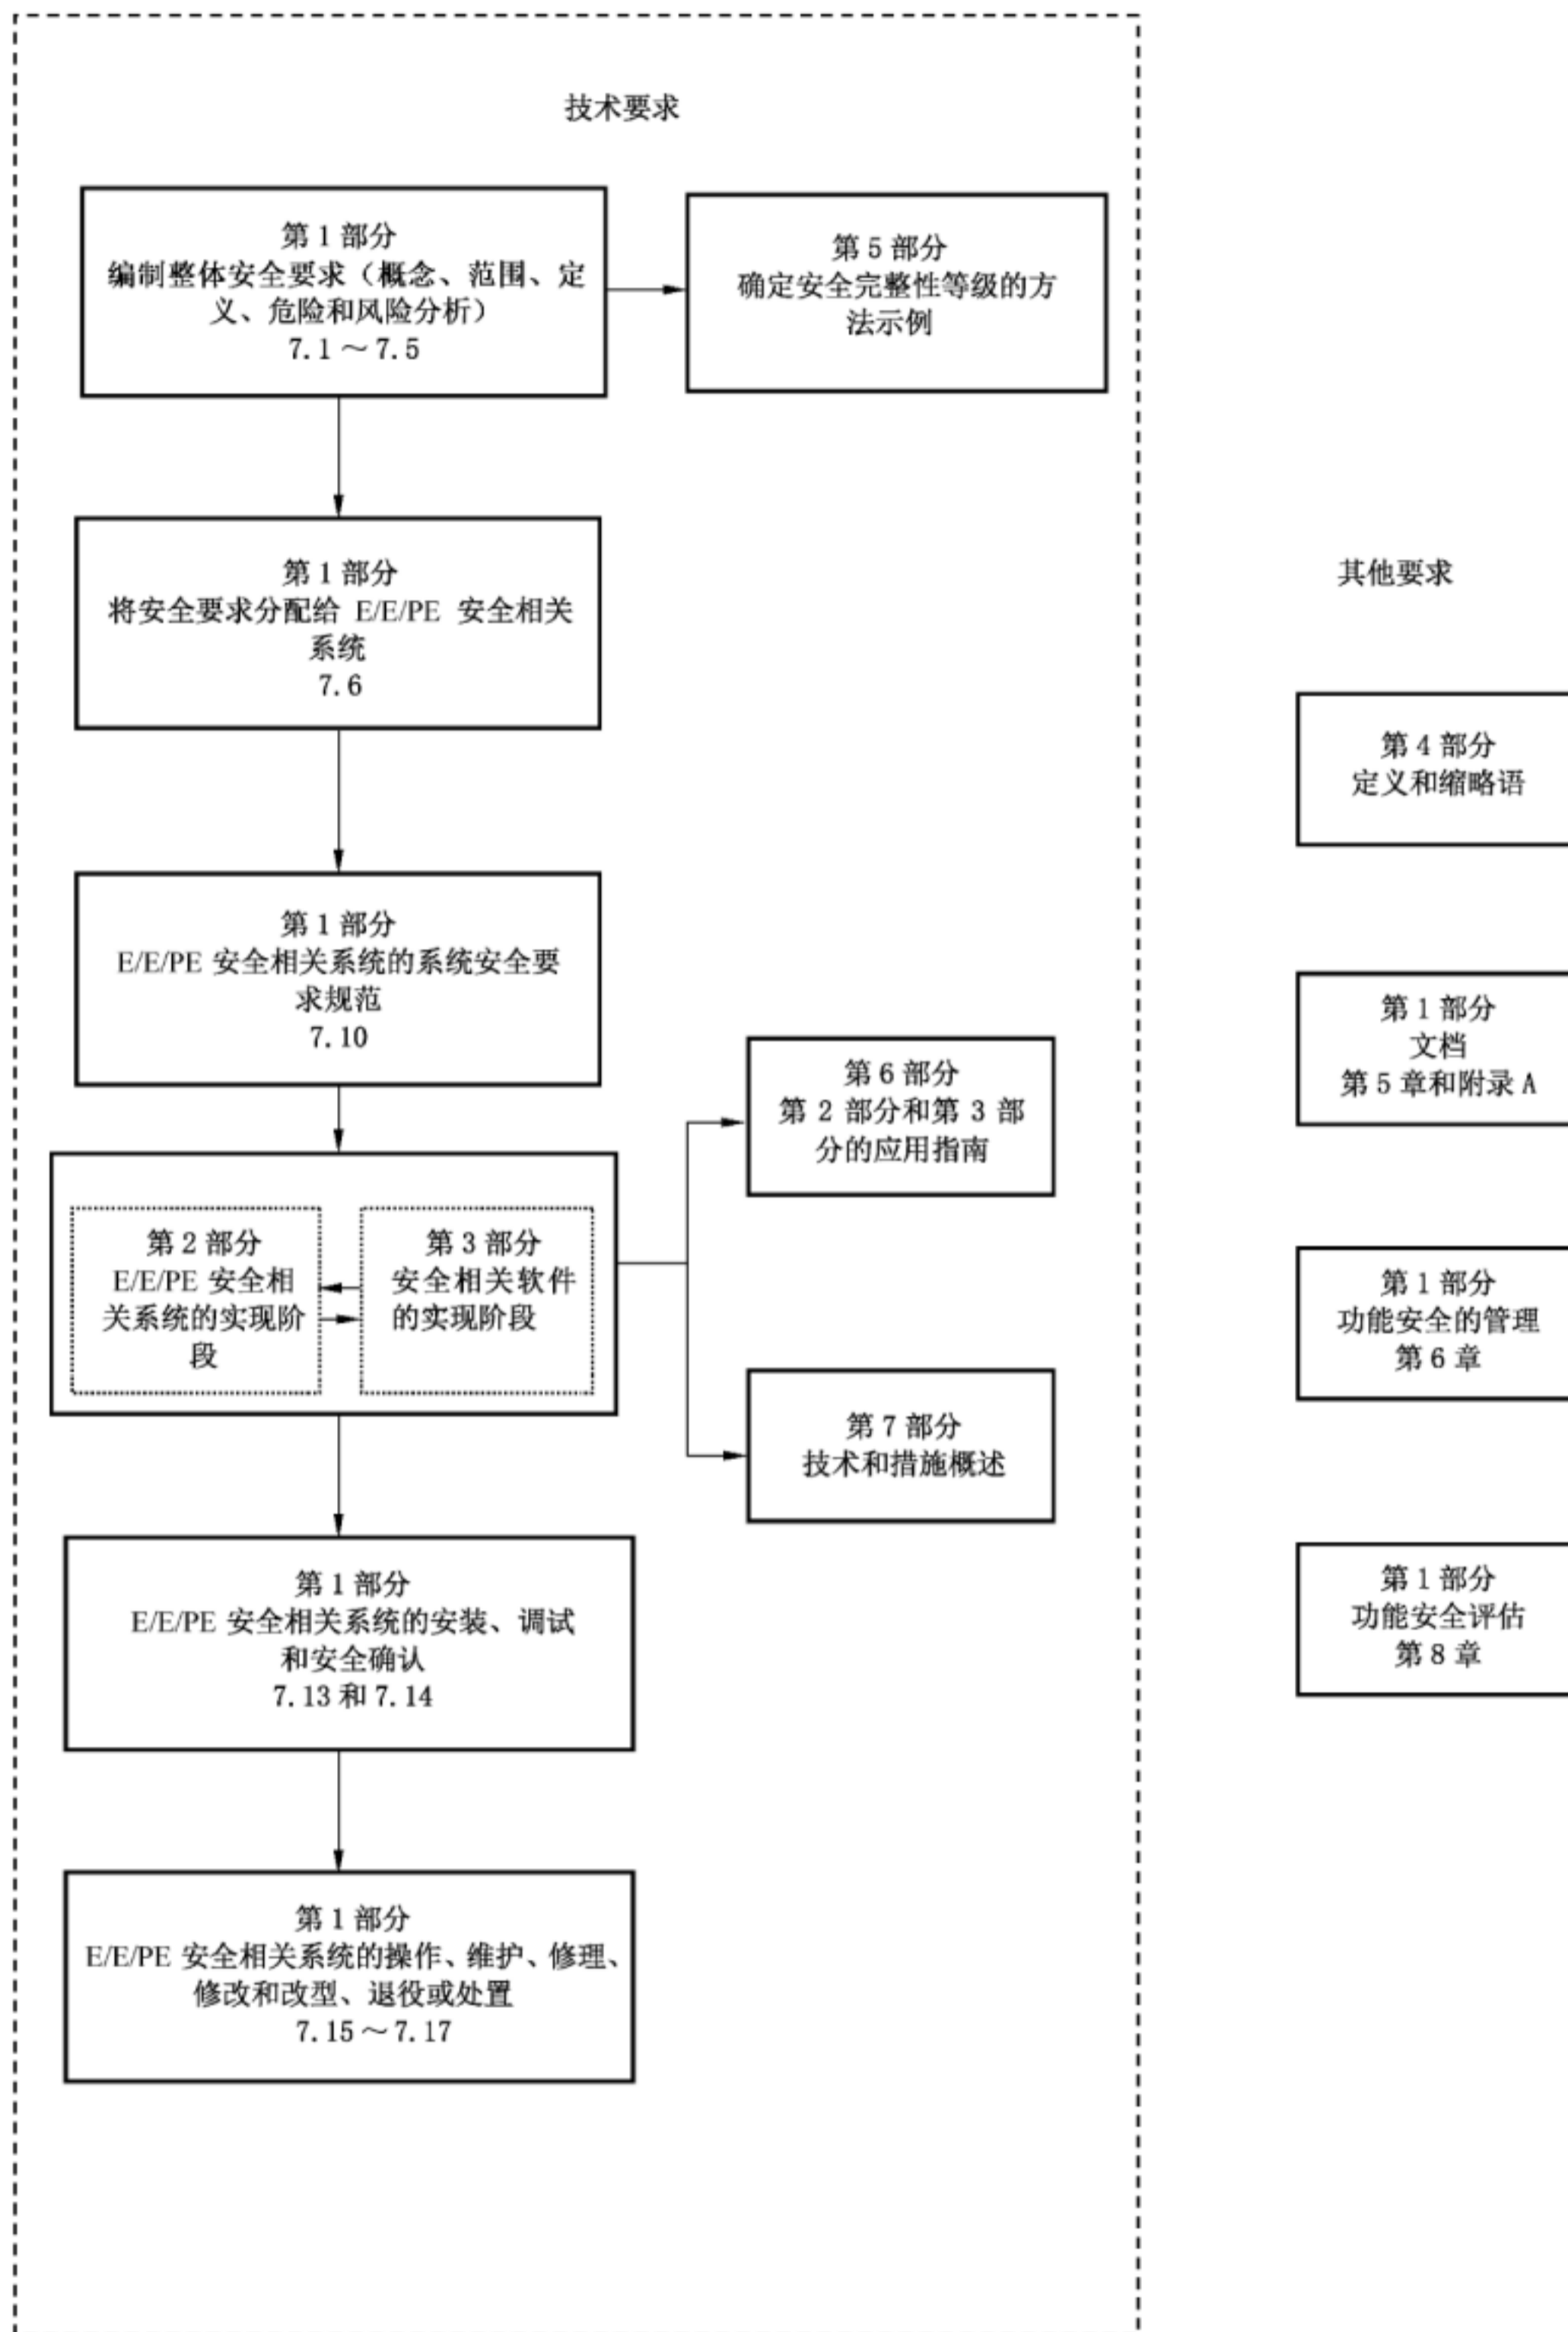 技术要求
第 1 部分
编制整体安全要求（概念、范围、定
义、危险和风险分析）
7.1～7.5
第 5 部分
确定安全完整性等级的方
法示例
第 1 部分
将安全要求分配给 E/E/PE 安全相关
系统
7.6
第 1 部分
E/E/PE 安全相关系统的系统安全要
求规范
7.10
第 6 部分
第 2 部分和第 3 部
分的应用指南
第 2 部分
E/E/PE 安全相
关系统的实现阶
段
第 3 部分
安全相关软件
的实现阶段
第 7 部分
技术和措施概述
第 1 部分
E/E/PE 安全相关系统的安装、调试
和安全确认
7.13 和 7.14
第 1 部分
E/E/PE 安全相关系统的操作、维护、修理、
修改和改型、退役或处置
7.15～7.17
其他要求
第 4 部分
定义和缩略语
第 1 部分
文档
第 5 章和附录 A
第 1 部分
功能安全的管理
第 6 章
第 1 部分
功能安全评估
第 8 章